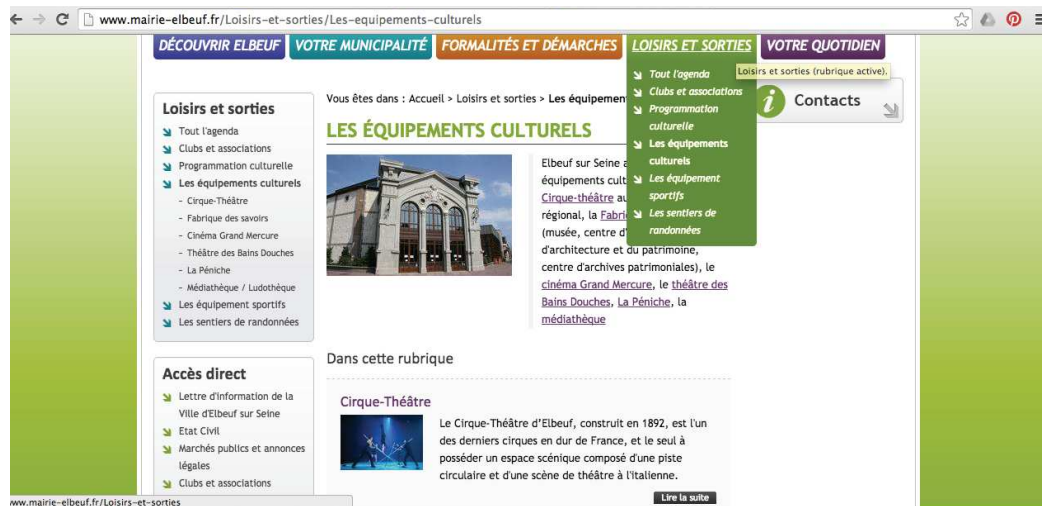 www.mairie-elbeuf.fr/Loisirs-et-sorties/Les-equipements-culturels
DÉCOUVRIR ELBEUF
VOTRE MUNICIPALITÉ
FORMALITÉS ET DÉMARCHES
LOISIRS ET SORTIES
VOTRE QUOTIDIEN
Loisirs et sorties (rubrique active).
Tout l'agenda
Clubs et associations
Programmation
culturelle
Les équipements
culturels
Les équipement
sportifs
Les sentiers de
randonnées
i
Contacts
Loisirs et sorties
Tout l'agenda
Clubs et associations
Programmation culturelle
Les équipements culturels
- Cirque-Théâtre
- Fabrique des savoirs
- Cinéma Grand Mercure
- Théâtre des Bains Douches
- La Péniche
- Médiathèque / Ludothèque
Les équipement sportifs
Les sentiers de randonnées
Accès direct
Lettre d'information de la
Ville d'Elbeuf sur Seine
Etat Civil
Marchés publics et annonces
légales
Clubs et associations
Vous êtes dans : Accueil > Loisirs et sorties > Les
LES ÉQUIPEMENTS CULTURELS
Elbeuf sur Seine
équipements
Cirque-théâtre
régional, la
(musée, centre
d'architecture et du patrimoine,
centre d'archives patrimoniales), le
cinéma Grand Mercure, le théâtre des
Bains Douches, La Péniche, la
médiathèque
Dans cette rubrique
Cirque-Théâtre
Le Cirque-Théâtre d'Elbeuf, construit en 1892, est l'un
des derniers cirques en dur de France, et le seul à
posséder un espace scénique composé d'une piste
circulaire et d'une scène de théâtre à l'italienne.
Lire la suite
www.mairie-elbeuf.fr/Loisirs-et-sorties